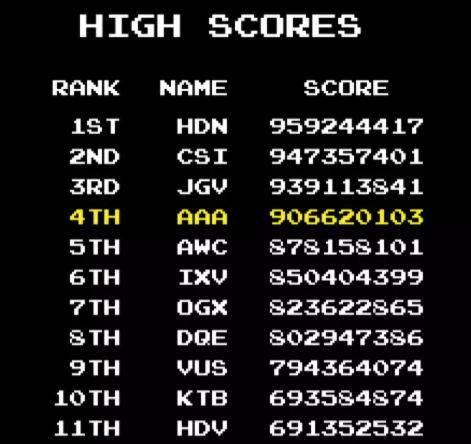 HIGH SCORES
RANK NAME SCORE
1ST HDN 959244417
2ND CSI 947357401
3RD JGV 939113841
4TH AAA 906620103
5TH AWC 878158101
6TH IXV 850404399
7TH OGX 823622865
8TH DQE 802947386
9TH VUS 794364074
10TH KTB 693584874
11TH HDV 691352532